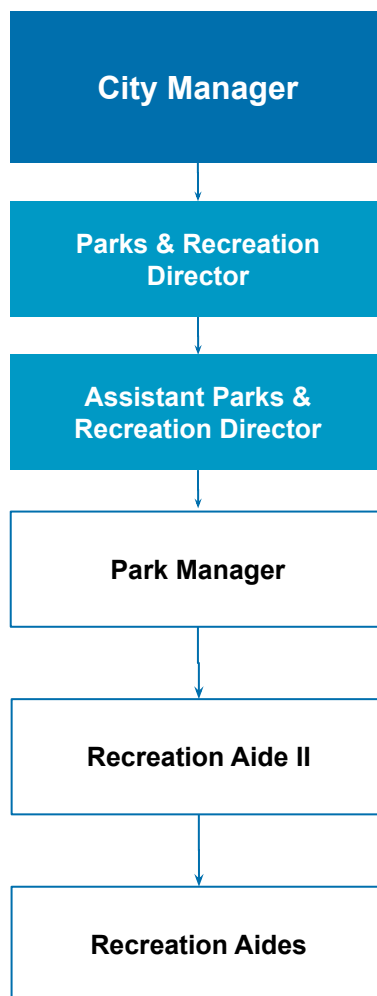 City Manager
Parks & Recreation
Director
Assistant Parks &
Recreation Director
Park Manager
Recreation Aide II
Recreation Aides